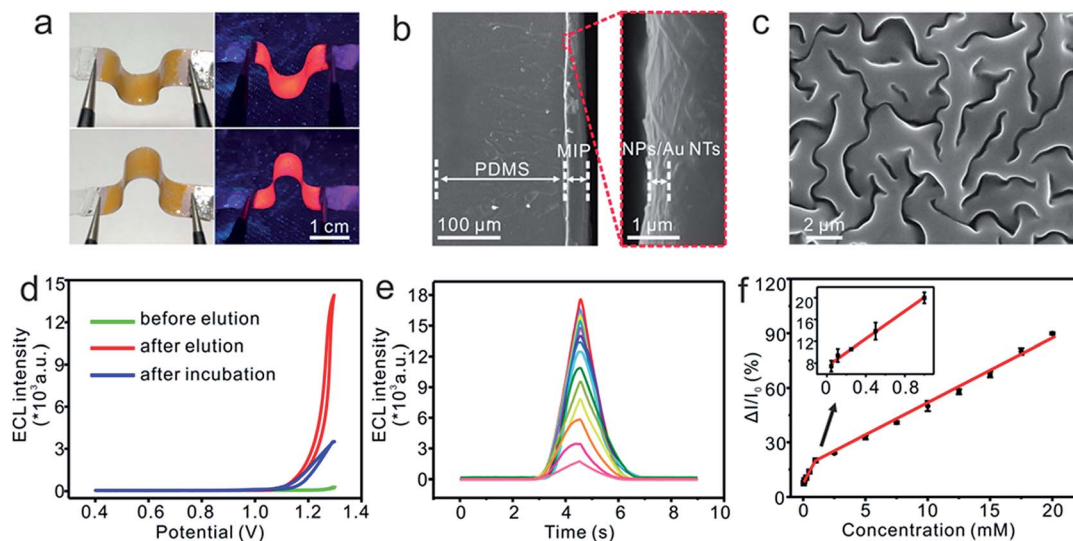 a
1 cm
b
PDMS
MIP
100 μm
NPs/Au NTs
1 μm
c
2 μm
d
before elution
after elution
after incubation
ECL intensity
(*10³a.u.)
15
12
9
6
3
0
0.4
0.6
0.8
1.0
1.2
1.4
Potential (V)
e
ECL intensity
(*10³a.u.)
18
15
12
9
6
3
0
0
2
4
6
8
10
Time (s)
f
ΔI/I₀ (%)
120
90
60
30
0
20
16
12
8
0.0
0.4
0.8
0
5
10
15
20
Concentration (mM)